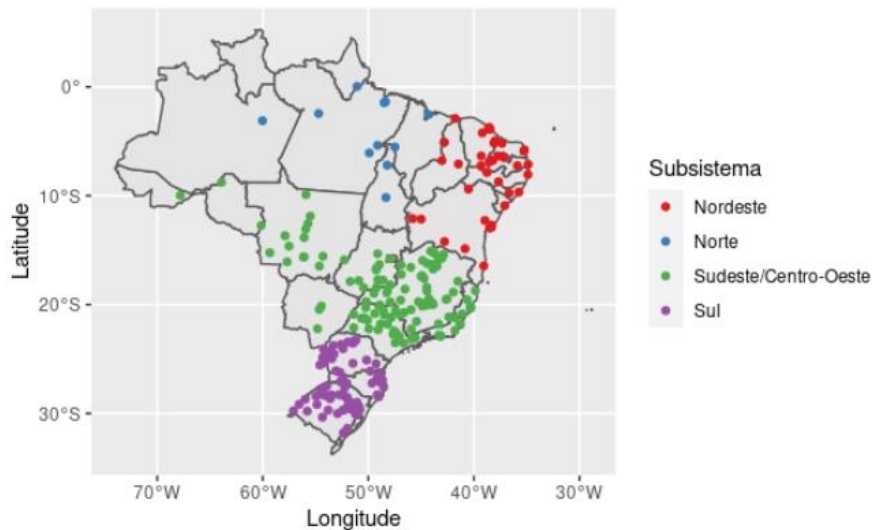 0°
10°S
20°S
30°S
Latitude
70°W
60°W
50°W
40°W
30°W
Longitude
Subsistema
Nordeste
Norte
Sudeste/Centro-Oeste
Sul